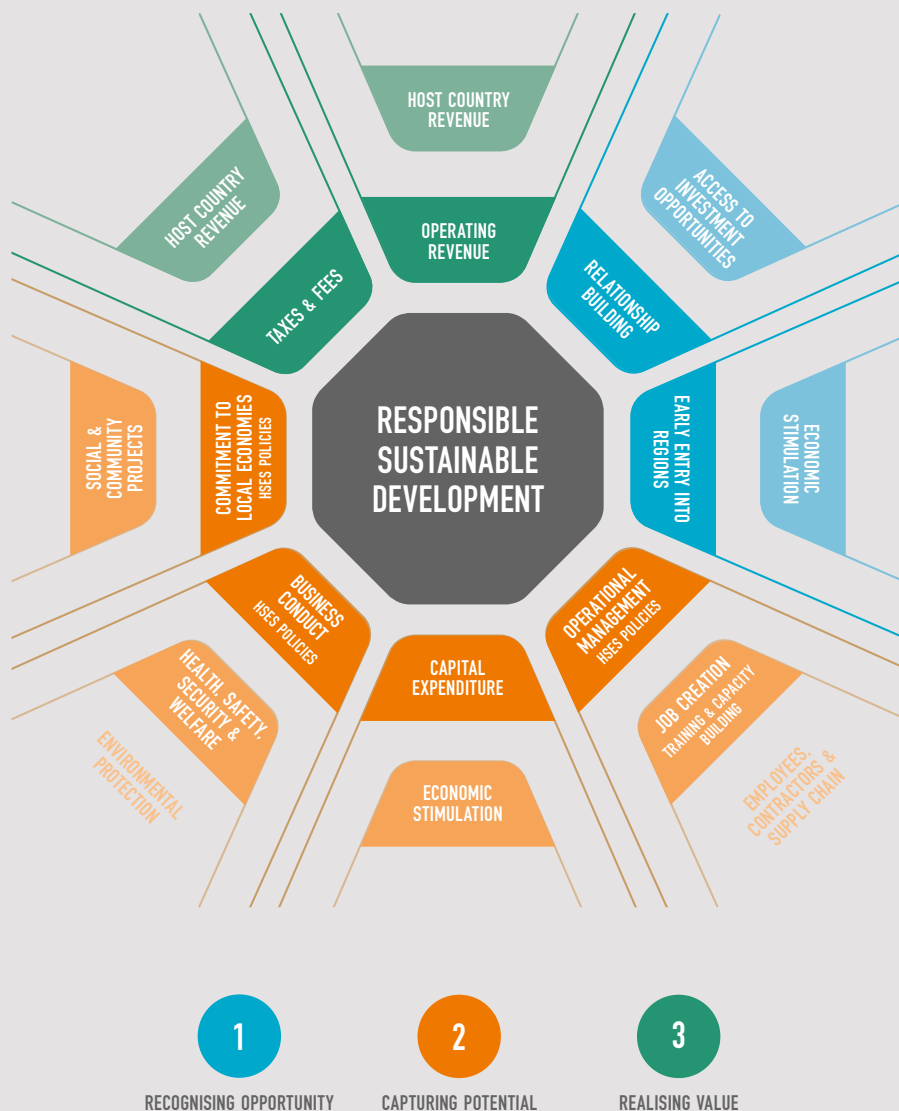 HOST COUNTRY
REVENUE
OPERATING
REVENUE
HOST COUNTRY
REVENUE
TAXES & FEES
ACCESS TO
INVESTMENT
OPPORTUNITIES
RELATIONSHIP
BUILDING
SOCIAL &
COMMUNITY
PROJECTS
COMMITMENT TO
LOCAL ECONOMIES
HSES POLICIES
RESPONSIBLE
SUSTAINABLE
DEVELOPMENT
EARLY ENTRY INTO
REGIONS
ECONOMIC
STIMULATION
BUSINESS
CONDUCT
HSES POLICIES
HEALTH, SAFETY,
SECURITY &
WELFARE
ENVIRONMENTAL
PROTECTION
CAPITAL
EXPENDITURE
ECONOMIC
STIMULATION
OPERATIONAL
MANAGEMENT
HSES POLICIES
JOB CREATION
TRAINING & CAPACITY
BUILDING
EMPLOYEES,
CONTRACTORS &
SUPPLY CHAIN
1
RECOGNISING OPPORTUNITY
2
CAPTURING POTENTIAL
3
REALISING VALUE